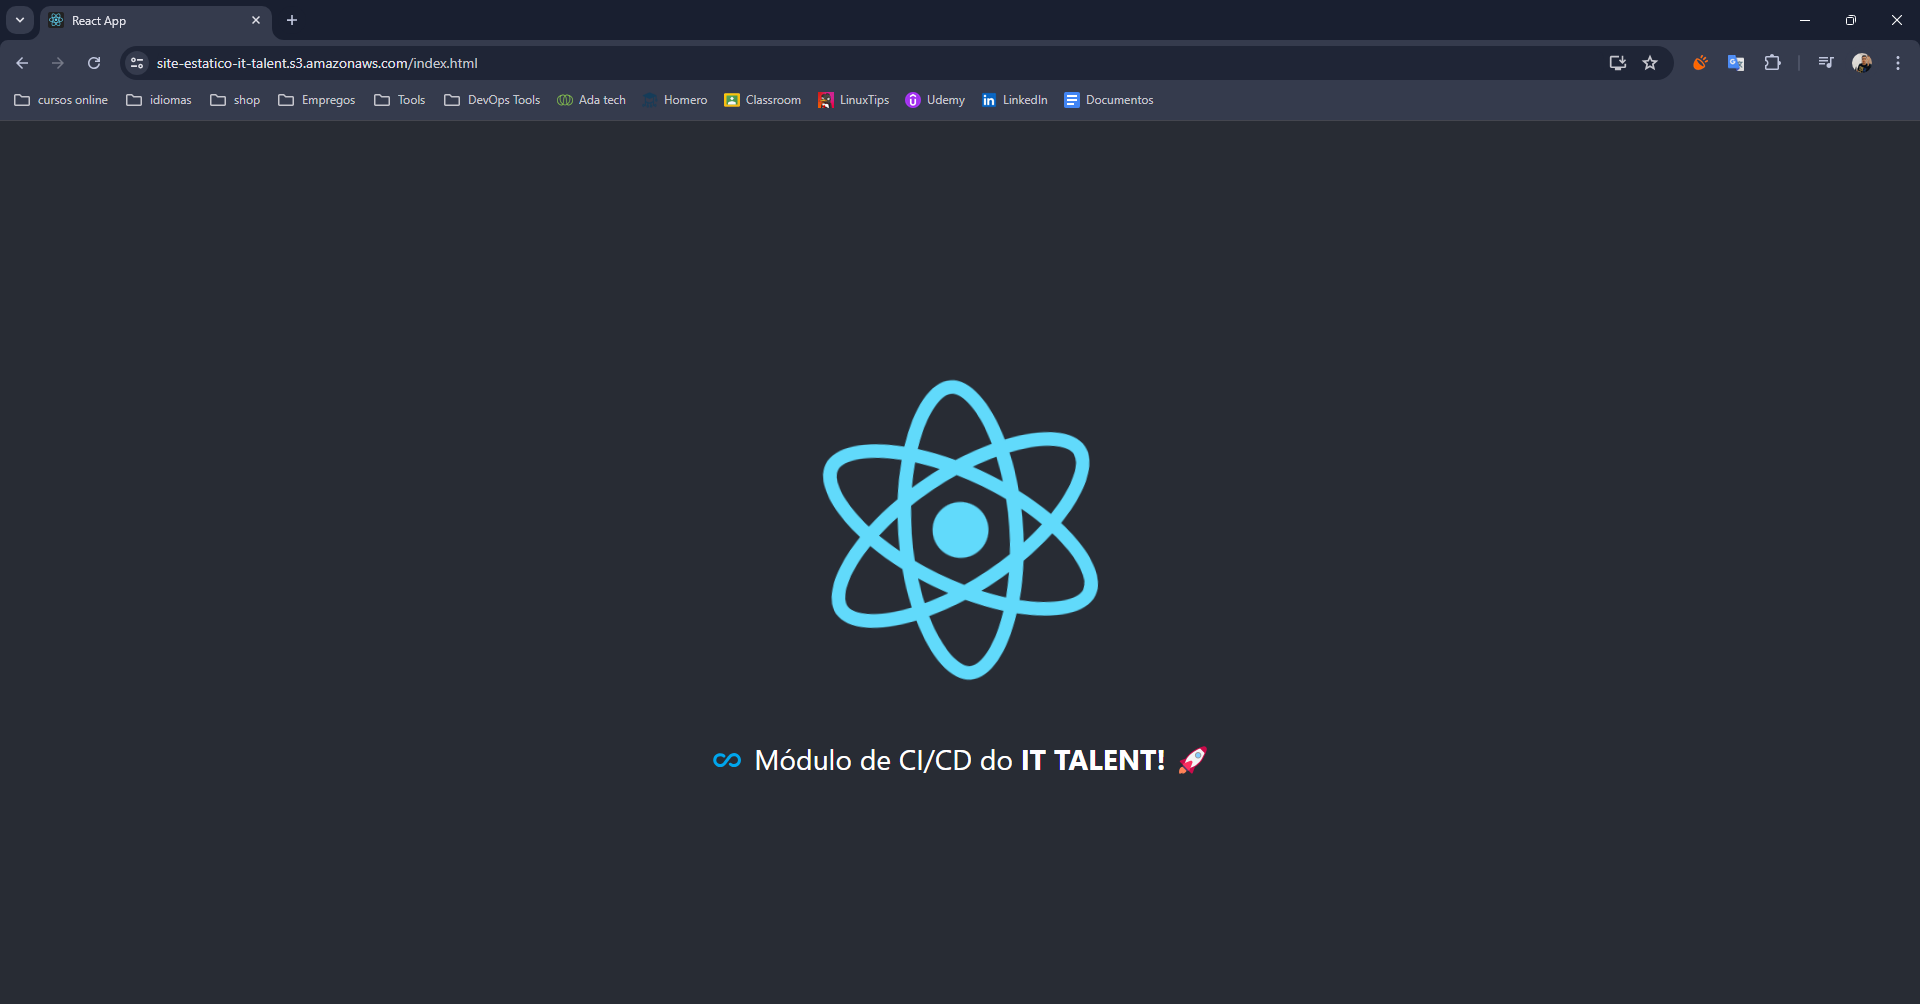 React App
site-estatico-it-talent.s3.amazonaws.com/index.html
cursos online idiomas shop Empregos Tools DevOps Tools Ada tech Homero Classroom LinuxTips Udemy LinkedIn Documentos
Módulo de CI/CD do IT TALENT! 🚀